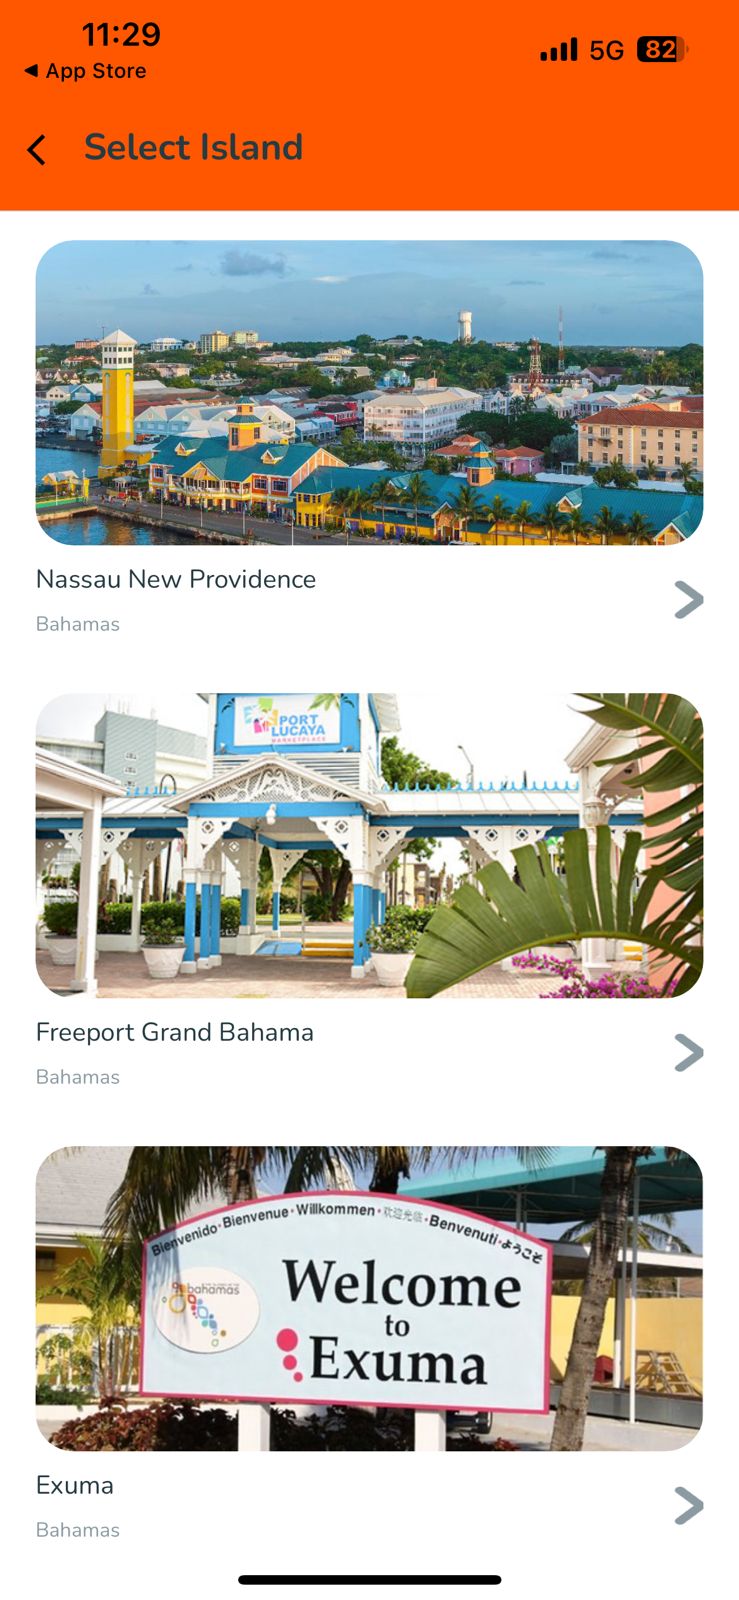 11:29
5G 82
◀ App Store
Select Island
Nassau New Providence
Bahamas
PORT
LUCAYA
MARKETPLACE
Freeport Grand Bahama
Bahamas
Bienvenido·Bienvenue·Willkommen·欢迎光临·Benvenuti·ようこそ
bahamas
Welcome
to
Exuma
Exuma
Bahamas